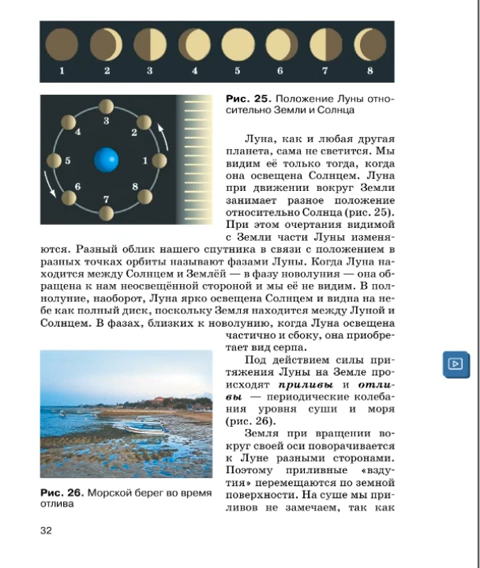 1 2 3 4 5 6 7 8
3
4 2
5 1
6 8
7
Рис. 25. Положение Луны отно-
сительно Земли и Солнца
Луна, как и любая другая
планета, сама не светится. Мы
видим её только тогда, когда
она освещена Солнцем. Луна
при движении вокруг Земли
занимает разное положение
относительно Солнца (рис. 25).
При этом очертания видимой
с Земли части Луны изменя-
ются. Разный облик нашего спутника в связи с положением в
разных точках орбиты называют фазами Луны. Когда Луна на-
ходится между Солнцем и Землёй — в фазу новолуния — она об-
ращена к нам неосвещённой стороной и мы её не видим. В пол-
нолуние, наоборот, Луна ярко освещена Солнцем и видна на не-
бе как полный диск, поскольку Земля находится между Луной и
Солнцем. В фазах, близких к новолунию, когда Луна освещена
частично и сбоку, она приобре-
тает вид серпа.
Под действием силы при-
тяжения Луны на Земле про-
исходят приливы и отли-
вы — периодические колеба-
ния уровня суши и моря
(рис. 26).
Земля при вращении во-
круг своей оси поворачивается
к Луне разными сторонами.
Поэтому приливные «взду-
тия» перемещаются по земной
поверхности. На суше мы при-
ливов не замечаем, так как
Рис. 26. Морской берег во время
отлива
32